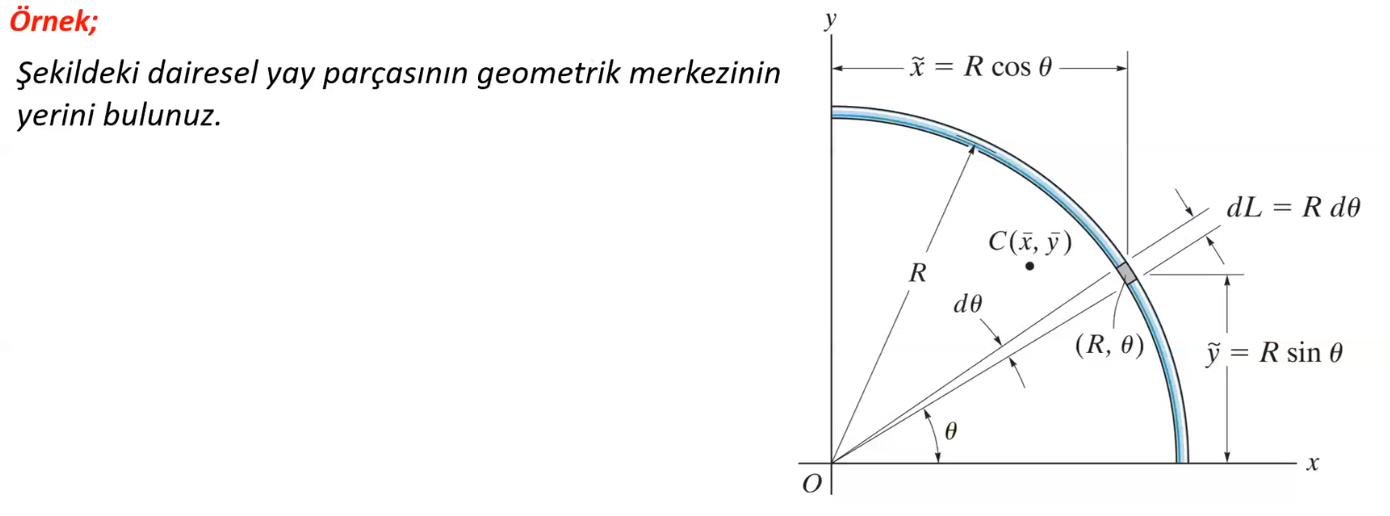 Örnek;
Şekildeki dairesel yay parçasının geometrik merkezinin
yerini bulunuz.
y
x̃ = R cos θ
dL = R dθ
C(x̄, ȳ)
R
dθ
(R, θ)
ỹ = R sin θ
θ
x
O